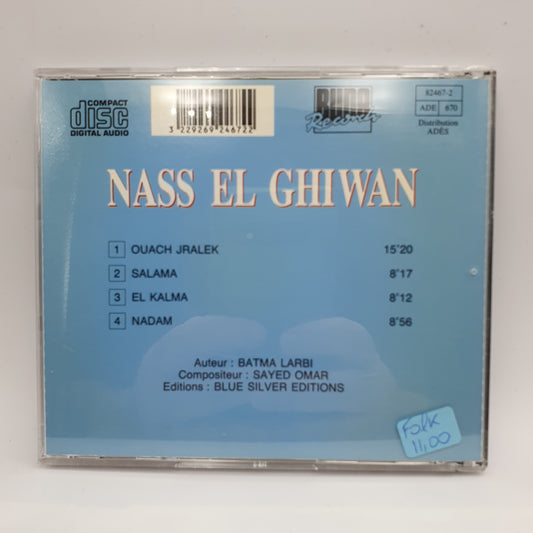 COMPACT
disc
DIGITAL AUDIO
3 229269 246722
Records
82467-2
ADE 670
Distribution
ADÈS
NASS EL GHIWAN
1 OUACH JRALEK 15'20
2 SALAMA 8'17
3 EL KALMA 8'12
4 NADAM 8'56
Auteur : BATMA LARBI
Compositeur : SAYED OMAR
Editions : BLUE SILVER EDITIONS
Folk
11,00